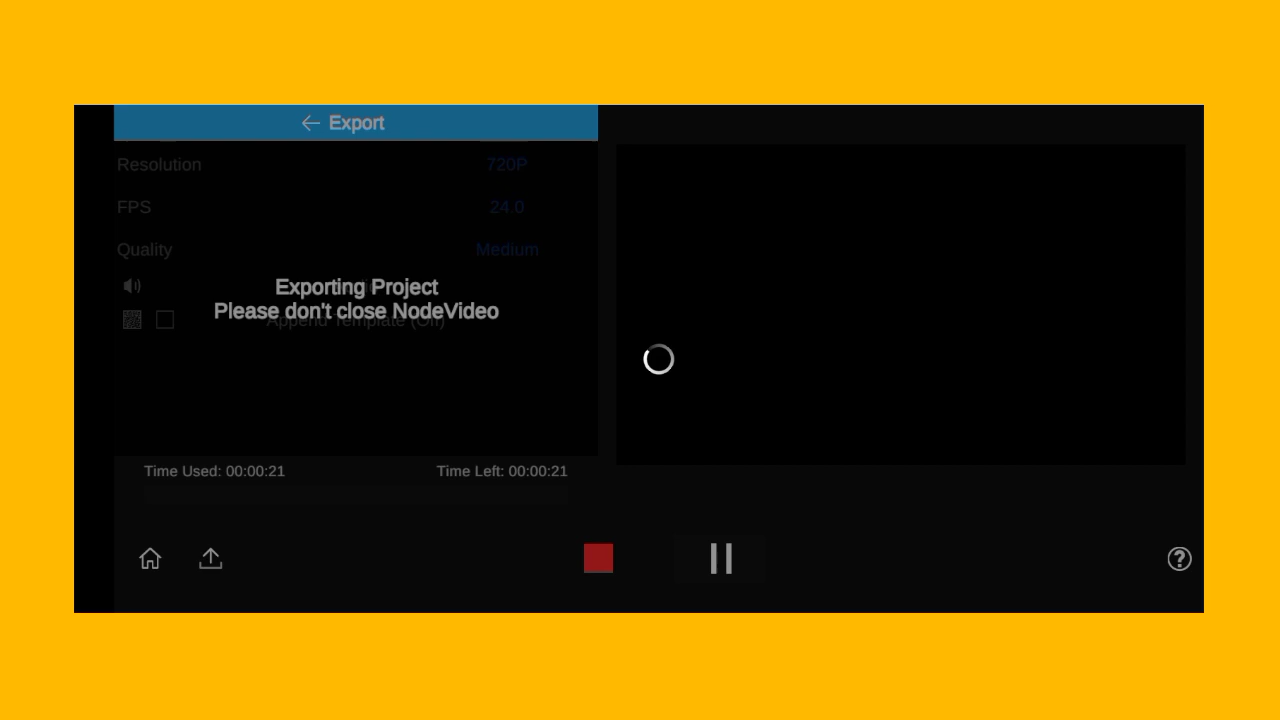 Export
Resolution 720P
FPS 24.0
Quality Medium
Exporting Project
Please don't close NodeVideo
Append Template (On)
Time Used: 00:00:21 Time Left: 00:00:21